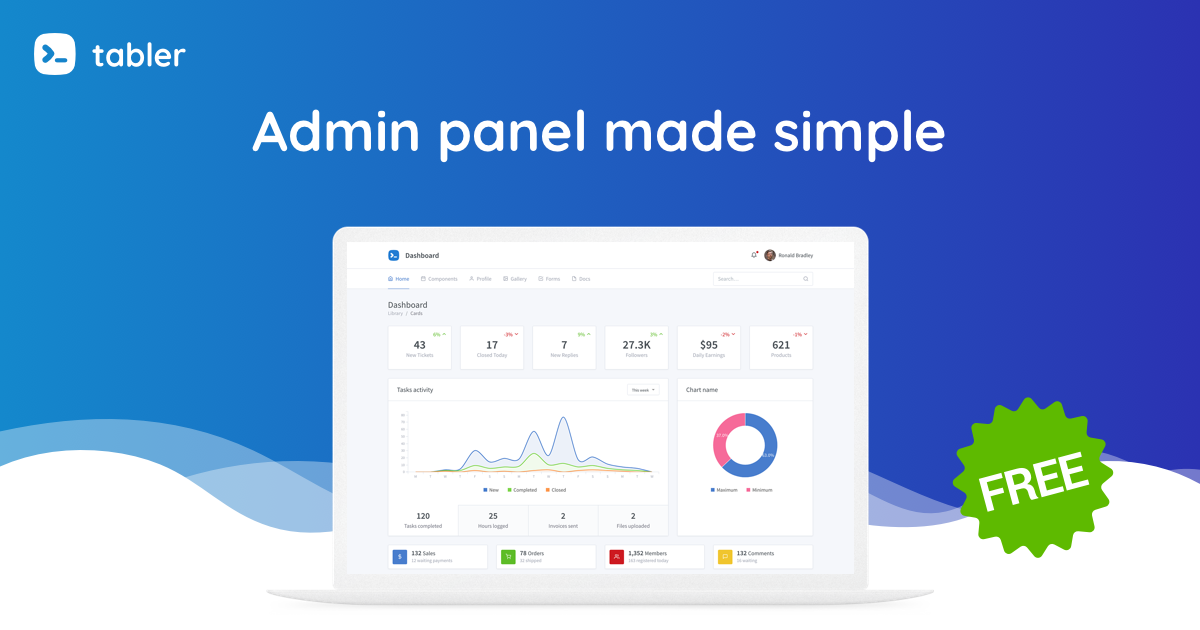 tabler
Admin panel made simple
Dashboard
Ronald Bradley
Home Components Profile Gallery Forms Docs
Search...
Dashboard
Library / Cards
6% -3% 9% 3% -2% -1%
43 17 7 27.3K $95 621
New Tickets Closed Today New Replies Followers Daily Earnings Products
Tasks activity
This week
Chart name
New Completed Closed
Maximum Minimum
120 25 2 2
Tasks completed Hours logged Invoices sent Files uploaded
132 Sales
12 waiting payments
78 Orders
32 shipped
1,352 Members
163 registered today
132 Comments
16 waiting
FREE